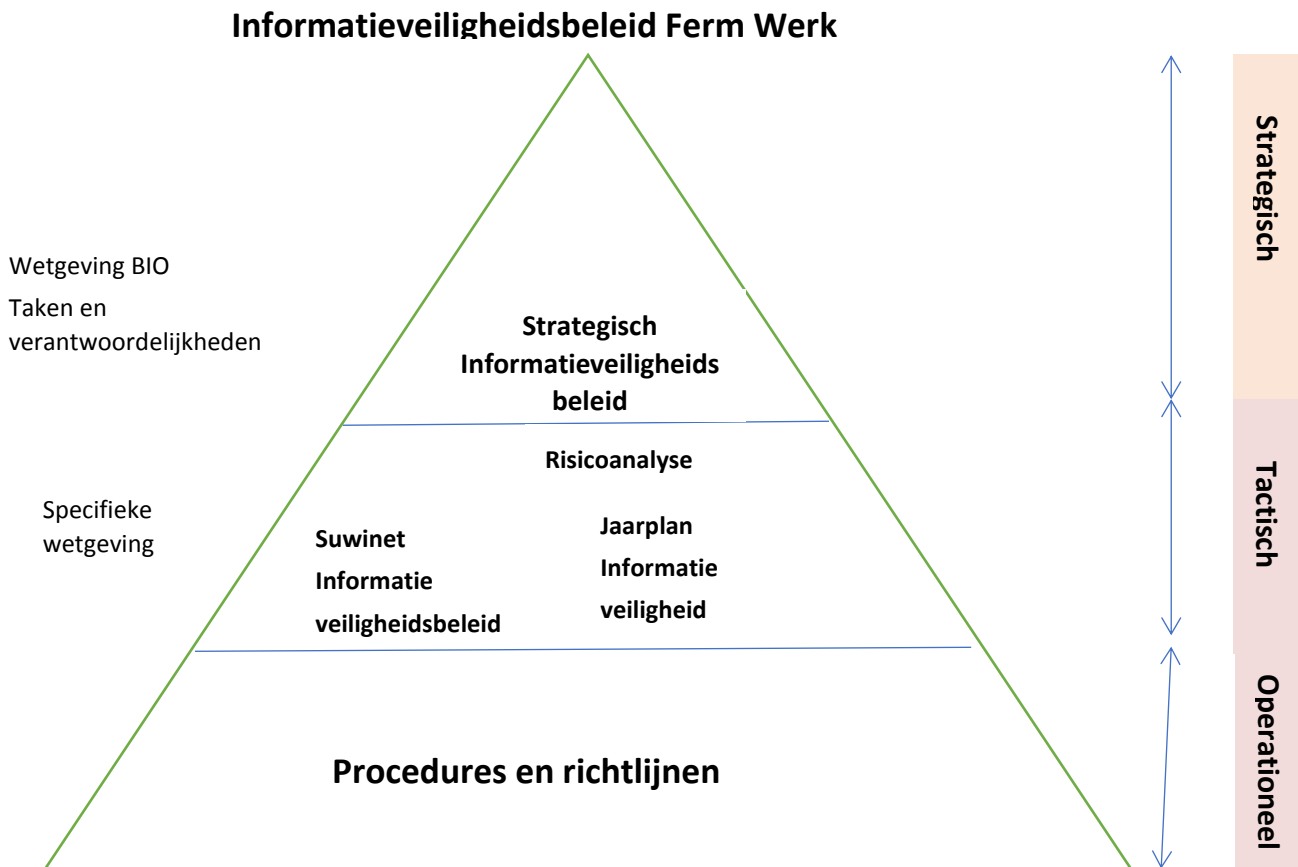 Informatieveiligheidsbeleid Ferm Werk
Strategisch
Wetgeving BIO
Taken en
verantwoordelijkheden
Strategisch
Informatieveiligheids
beleid
Risicoanalyse
Tactisch
Specifieke
wetgeving
Suwinet
Informatie
veiligheidsbeleid
Jaarplan
Informatie
veiligheid
Operationeel
Procedures en richtlijnen